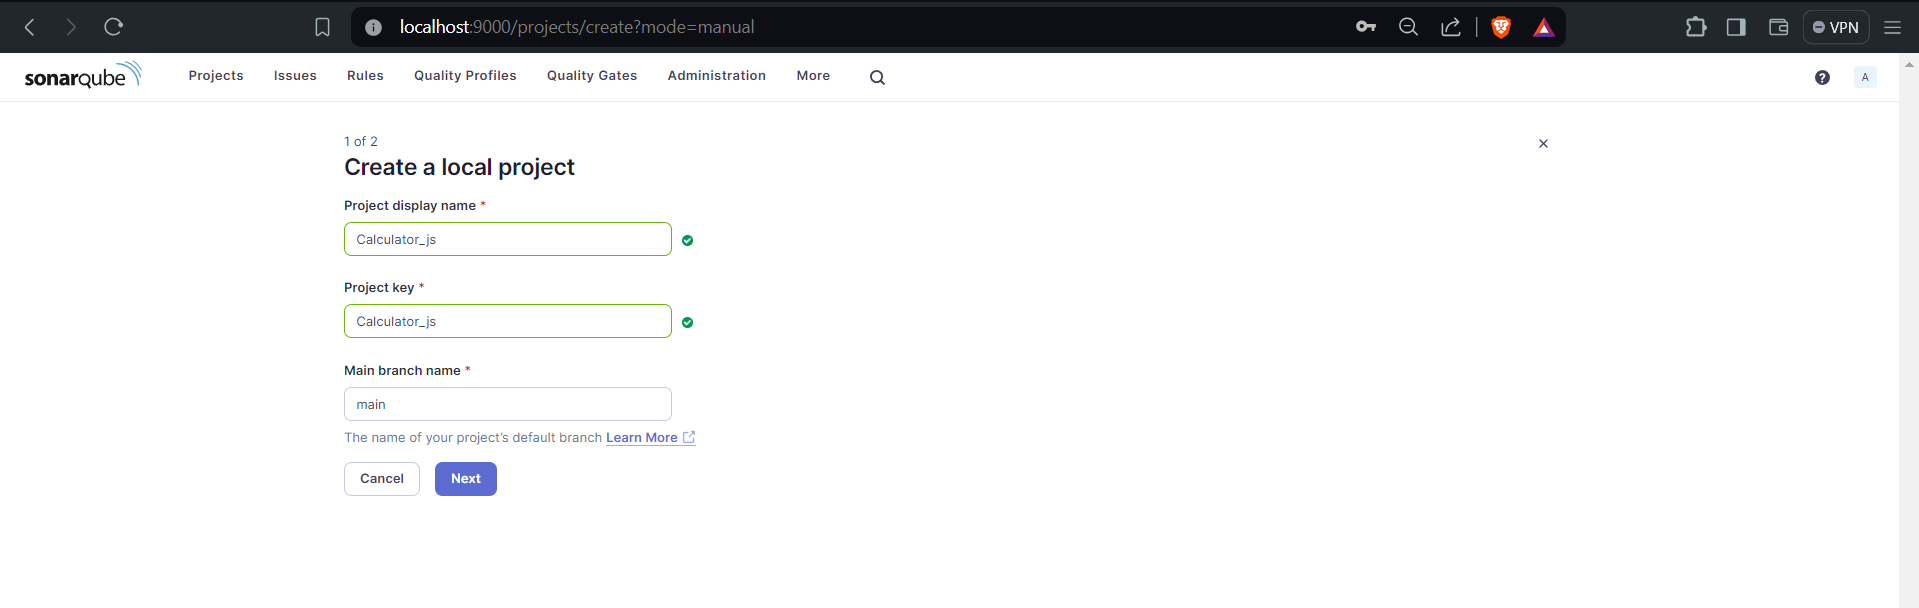 localhost:9000/projects/create?mode=manual
VPN
sonarqube Projects Issues Rules Quality Profiles Quality Gates Administration More ? A
1 of 2
Create a local project
Project display name *
Calculator_js
Project key *
Calculator_js
Main branch name *
main
The name of your project's default branch Learn More
Cancel Next